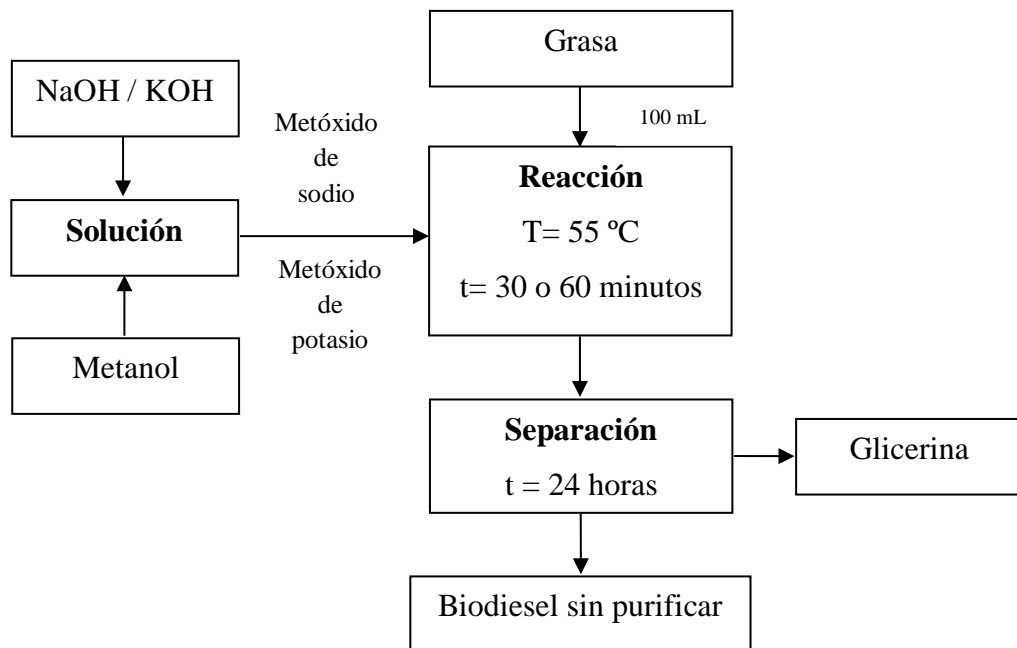 Grasa
NaOH / KOH
100 mL
Metóxido
de
sodio
Reacción
T= 55 ºC
t= 30 o 60 minutos
Solución
Metóxido
de
potasio
Metanol
Separación
t = 24 horas
Glicerina
Biodiesel sin purificar